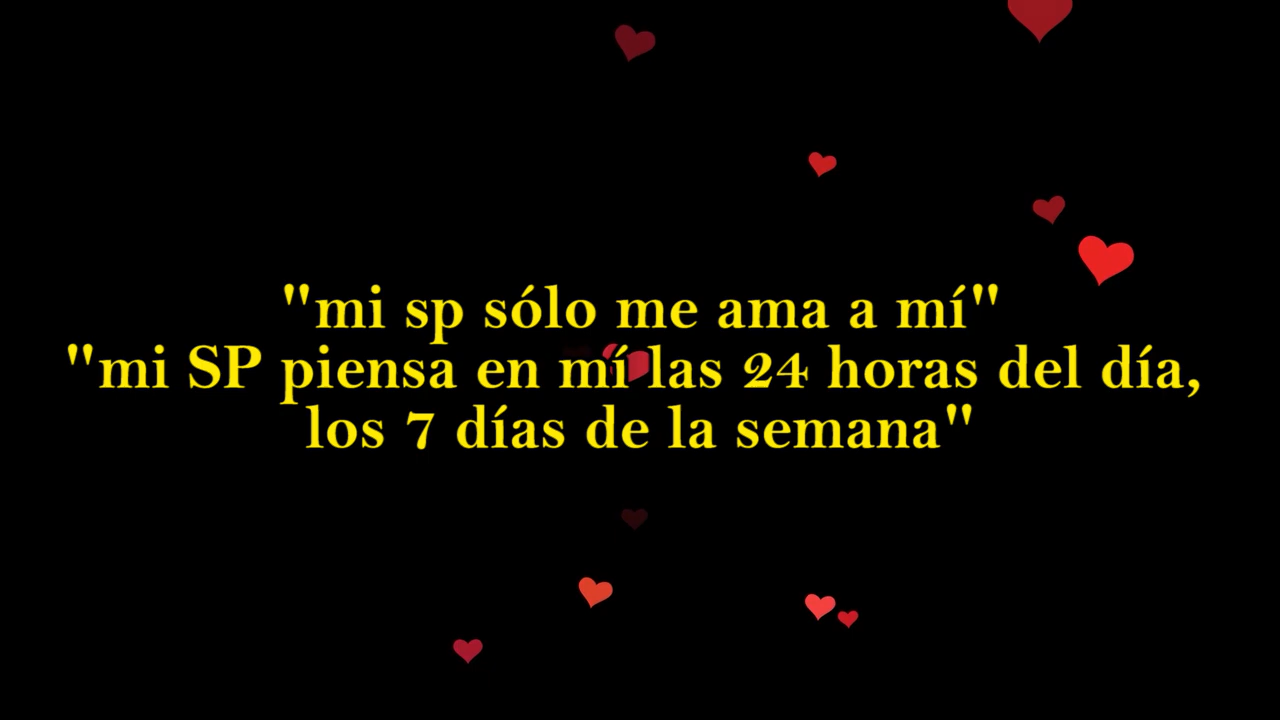 "mi sp sólo me ama a mí"
"mi SP piensa en mí las 24 horas del día,
los 7 días de la semana"